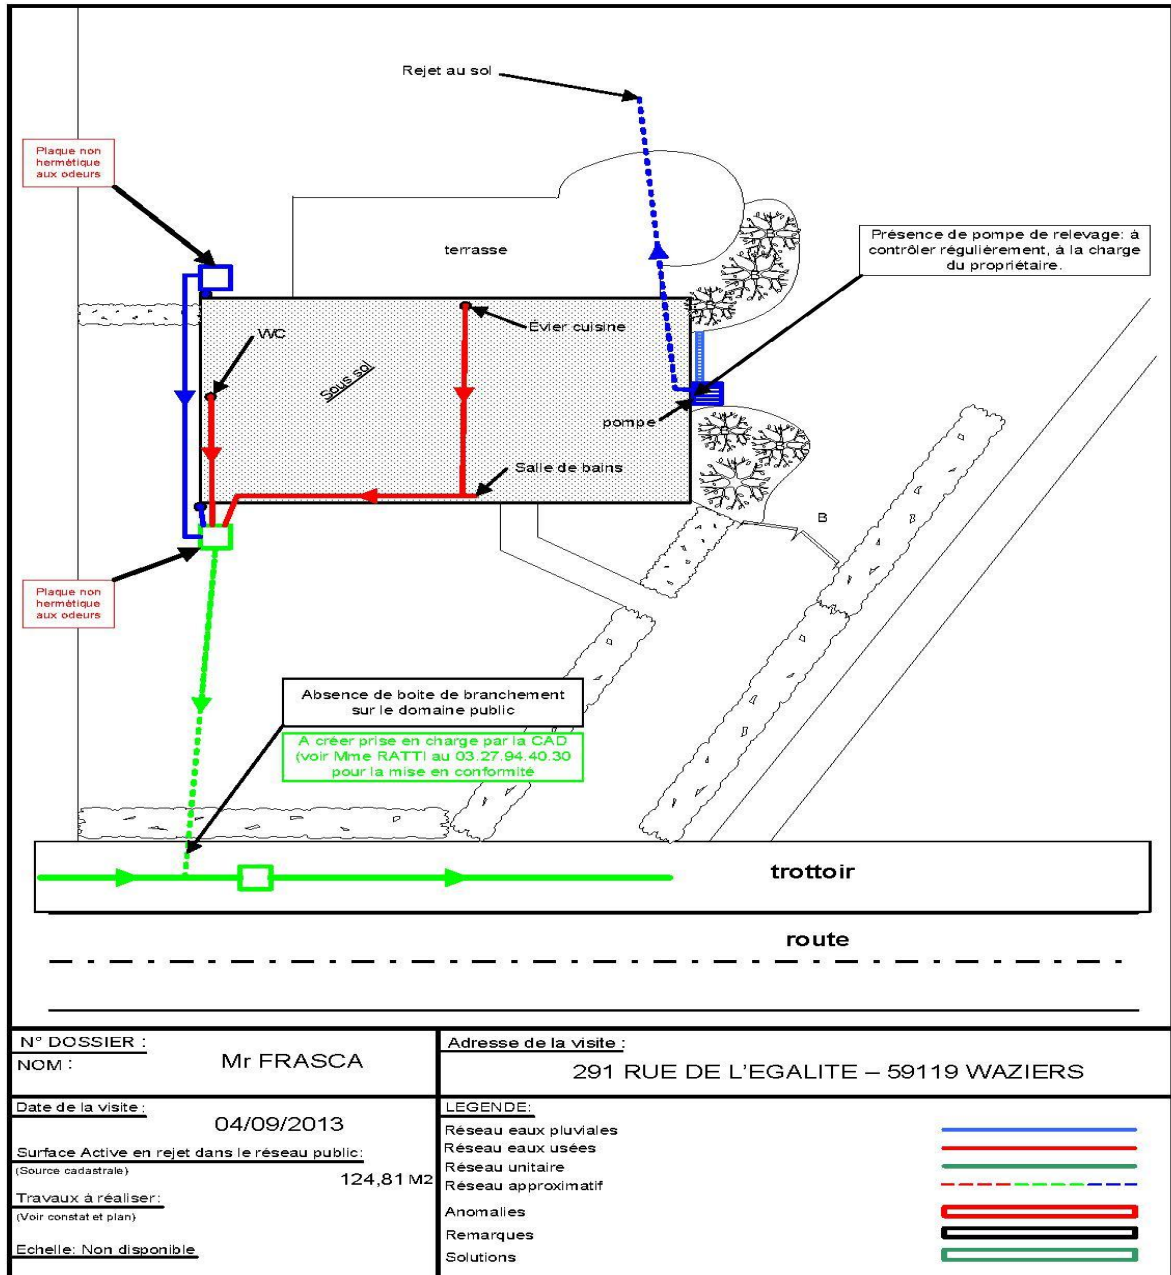 Rejet au sol
Plaque non
hermétique
aux odeurs
terrasse
Présence de pompe de relevage: à
contrôler régulièrement, à la charge
du propriétaire.
WC
Évier cuisine
Sous sol
pompe
Salle de bains
B
Plaque non
hermétique
aux odeurs
Absence de boite de branchement
sur le domaine public
A créer prise en charge par la CAD
(voir Mme RATTI au 03.27.94.40.30
pour la mise en conformité
trottoir
route
N° DOSSIER :
NOM :
Mr FRASCA
Adresse de la visite :
291 RUE DE L'EGALITE – 59119 WAZIERS
Date de la visite :
04/09/2013
Surface Active en rejet dans le réseau public:
(Source cadastrale)
124,81 M2
Travaux à réaliser:
(Voir constat et plan)
Echelle: Non disponible
LEGENDE:
Réseau eaux pluviales
Réseau eaux usées
Réseau unitaire
Réseau approximatif
Anomalies
Remarques
Solutions